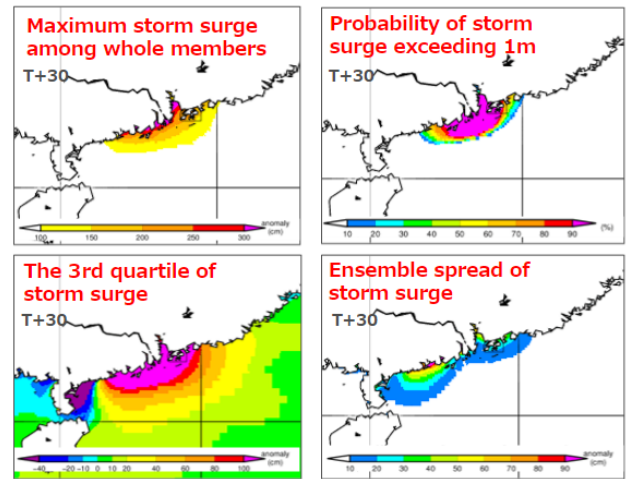 Maximum storm surge
among whole members
T+30
100 150 200 250 300
anomaly
(cm)
Probability of storm
surge exceeding 1m
T+30
10 20 30 40 50 60 70 80 90
(%)
The 3rd quartile of
storm surge
T+30
-40 -20 -10 0 10 20 40 60 80 100
anomaly
(cm)
Ensemble spread of
storm surge
T+30
10 20 30 40 50 60 70 80 90
anomaly
(cm)